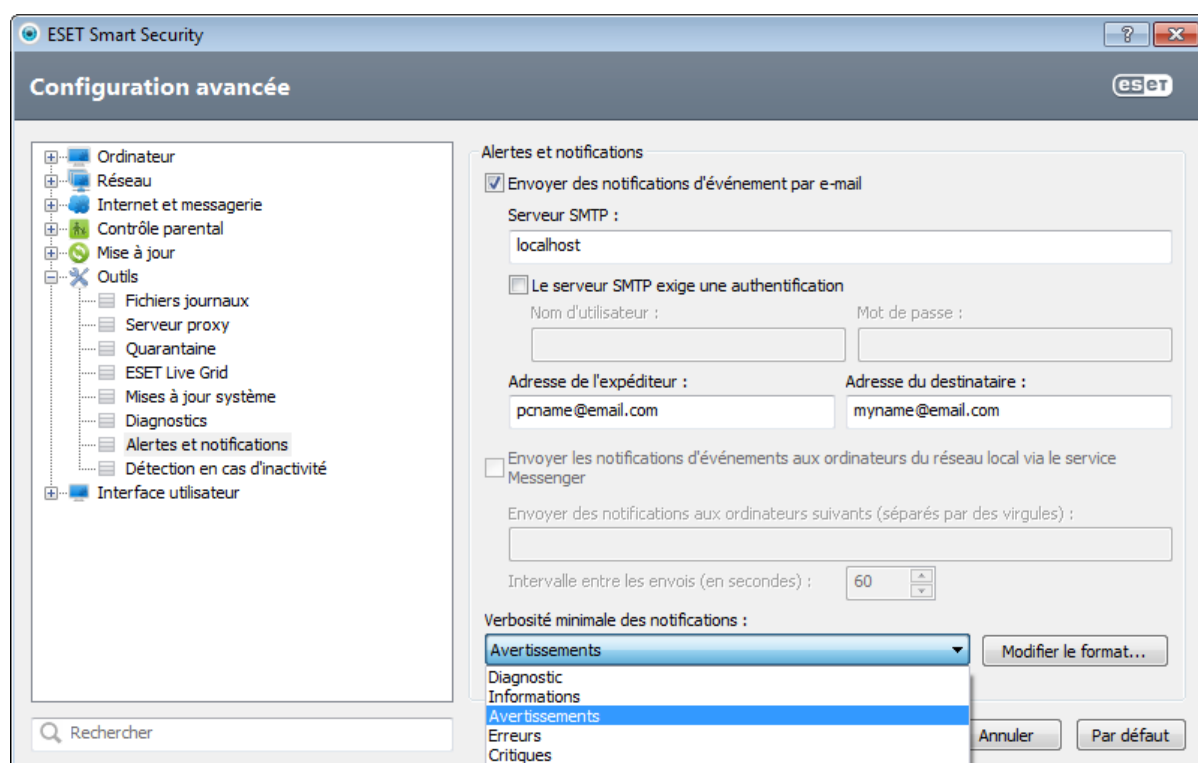 ESET Smart Security
Configuration avancée
eset
Ordinateur
Réseau
Internet et messagerie
Contrôle parental
Mise à jour
Outils
Fichiers journaux
Serveur proxy
Quarantaine
ESET Live Grid
Mises à jour système
Diagnostics
Alertes et notifications
Détection en cas d'inactivité
Interface utilisateur
Rechercher
Alertes et notifications
Envoyer des notifications d'événement par e-mail
Serveur SMTP :
localhost
Le serveur SMTP exige une authentification
Nom d'utilisateur : Mot de passe :
Adresse de l'expéditeur : Adresse du destinataire :
pcname@email.com myname@email.com
Envoyer les notifications d'événements aux ordinateurs du réseau local via le service
Messenger
Envoyer des notifications aux ordinateurs suivants (séparés par des virgules) :
Intervalle entre les envois (en secondes) : 60
Verbosité minimale des notifications :
Avertissements Modifier le format...
Diagnostic
Informations
Avertissements
Erreurs
Critiques
Annuler Par défaut